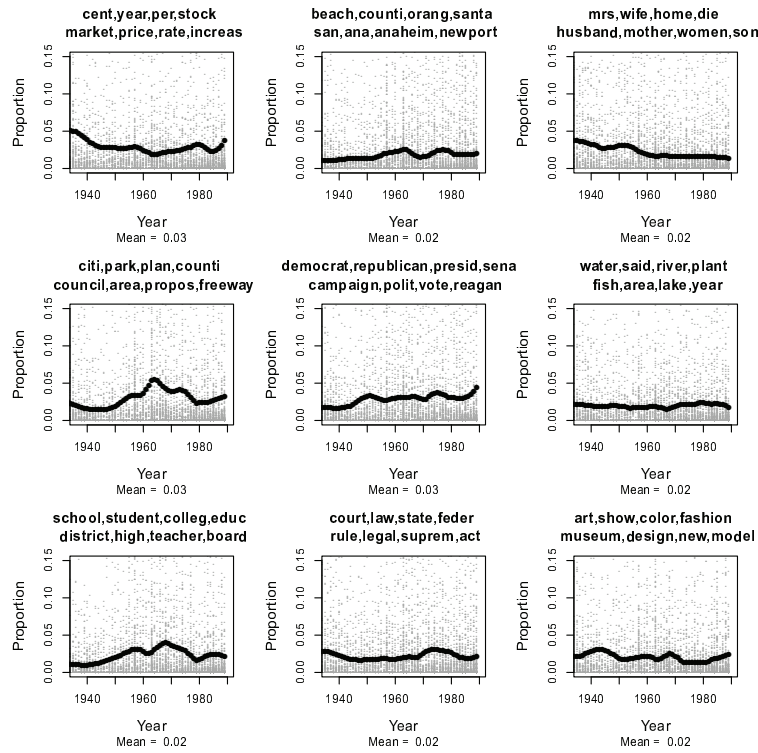 cent,year,per,stock
market,price,rate,increas
0.15
0.10
0.05
0.00
Proportion
1940 1960 1980
Year
Mean = 0.03
beach,counti,orang,santa
san,ana,anaheim,newport
0.15
0.10
0.05
0.00
Proportion
1940 1960 1980
Year
Mean = 0.02
mrs,wife,home,die
husband,mother,women,son
0.15
0.10
0.05
0.00
Proportion
1940 1960 1980
Year
Mean = 0.02
citi,park,plan,counti
council,area,propos,freeway
0.15
0.10
0.05
0.00
Proportion
1940 1960 1980
Year
Mean = 0.03
democrat,republican,presid,sena
campaign,polit,vote,reagan
0.15
0.10
0.05
0.00
Proportion
1940 1960 1980
Year
Mean = 0.03
water,said,river,plant
fish,area,lake,year
0.15
0.10
0.05
0.00
Proportion
1940 1960 1980
Year
Mean = 0.02
school,student,colleg,educ
district,high,teacher,board
0.15
0.10
0.05
0.00
Proportion
1940 1960 1980
Year
Mean = 0.02
court,law,state,feder
rule,legal,suprem,act
0.15
0.10
0.05
0.00
Proportion
1940 1960 1980
Year
Mean = 0.02
art,show,color,fashion
museum,design,new,model
0.15
0.10
0.05
0.00
Proportion
1940 1960 1980
Year
Mean = 0.02